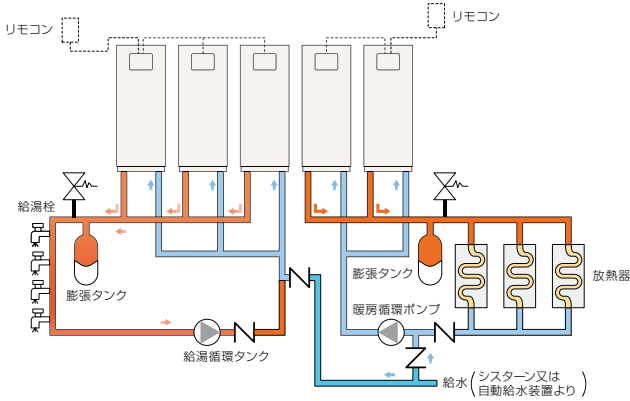 リモコン
リモコン
給湯栓
膨張タンク
給湯循環タンク
膨張タンク
暖房循環ポンプ
放熱器
給水（シスターン又は
自動給水装置より）